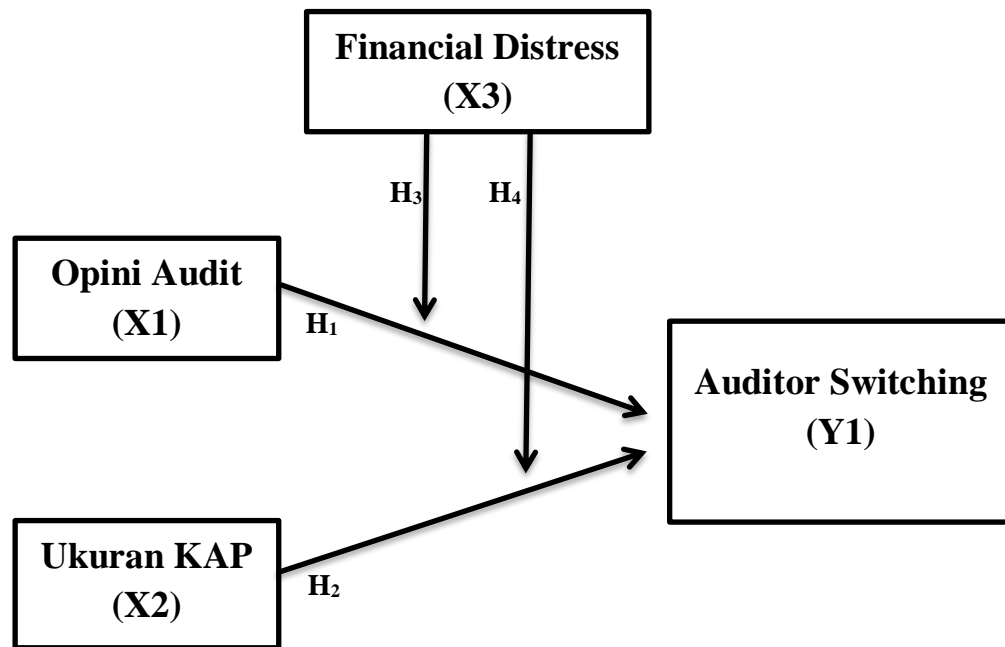 Financial Distress
(X3)
H₃
H₄
Opini Audit
(X1)
H₁
Auditor Switching
(Y1)
Ukuran KAP
(X2)
H₂